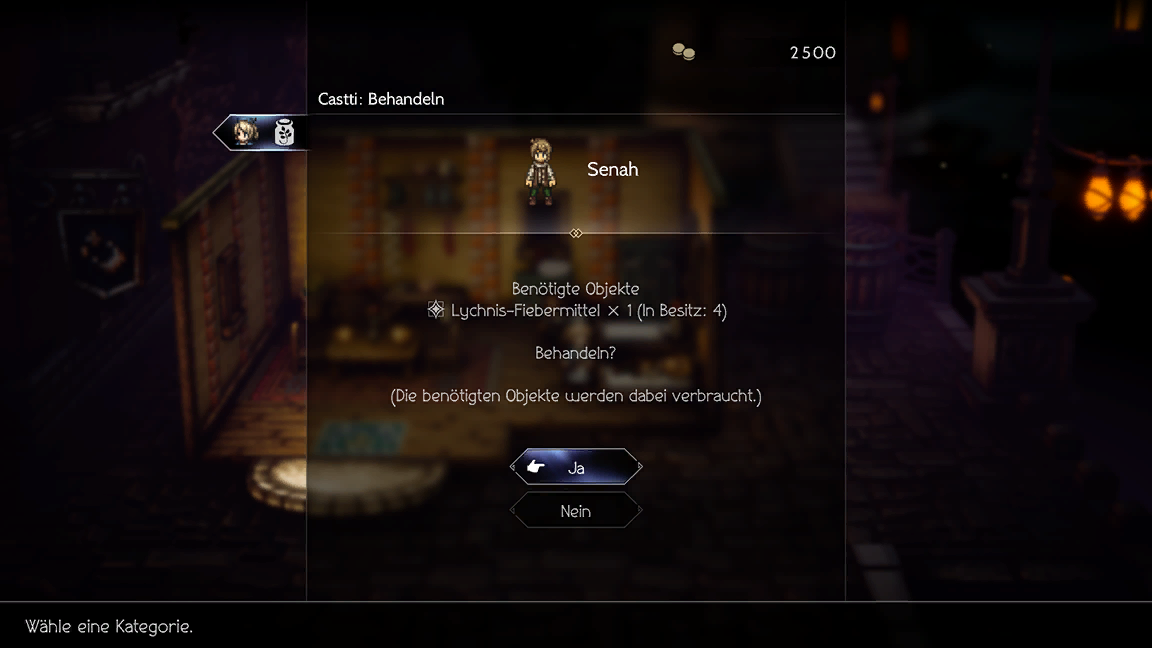 2500
Castti: Behandeln
Senah
Benötigte Objekte
Lychnis-Fiebermittel × 1 (In Besitz: 4)
Behandeln?
(Die benötigten Objekte werden dabei verbraucht.)
Ja
Nein
Wähle eine Kategorie.